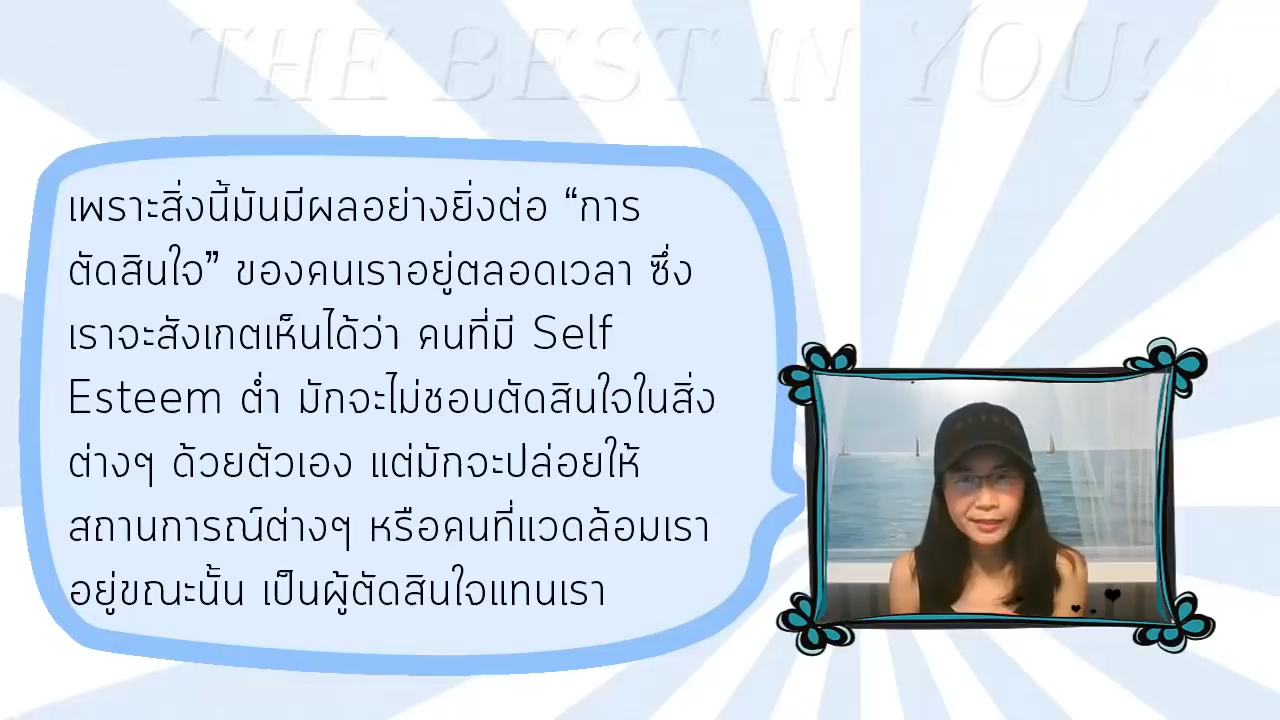 THE BEST IN YOU!
เพราะสิ่งนี้มันมีผลอย่างยิ่งต่อ “การ
ตัดสินใจ” ของคนเราอยู่ตลอดเวลา ซึ่ง
เราจะสังเกตเห็นได้ว่า คนที่มี Self
Esteem ต่ำ มักจะไม่ชอบตัดสินใจในสิ่ง
ต่างๆ ด้วยตัวเอง แต่มักจะปล่อยให้
สถานการณ์ต่างๆ หรือคนที่แวดล้อมเรา
อยู่ขณะนั้น เป็นผู้ตัดสินใจแทนเรา